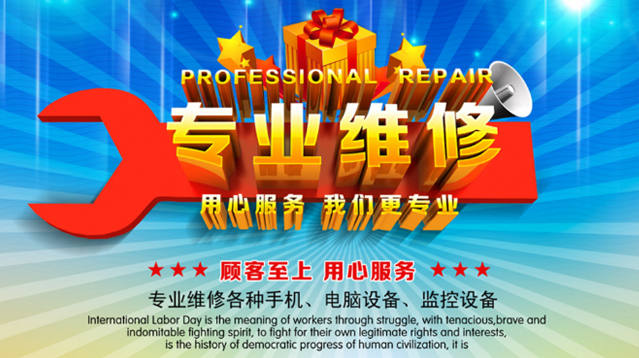 PROFESSIONAL REPAIR
专业维修
用心服务 我们更专业
★★★ 顾客至上 用心服务 ★★★
专业维修各种手机、电脑设备、监控设备
International Labor Day is the meaning of workers through struggle, with tenacious,brave and
indomitable fighting spirit, to fight for their own legitimate rights and interests,
is the history of democratic progress of human civilization, it is